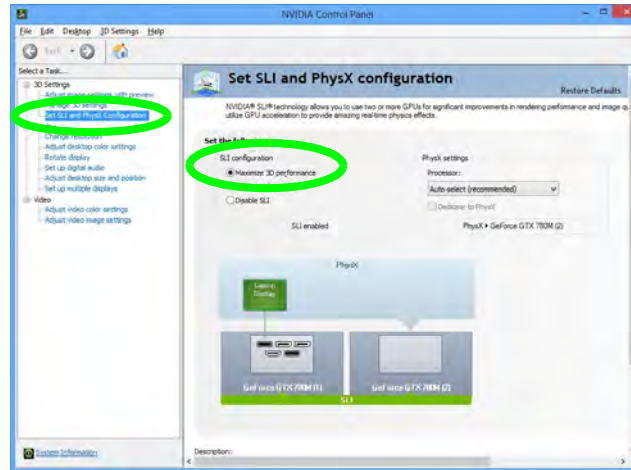 NVIDIA Control Panel
File Edit Desktop 3D Settings Help
Select a Task...
3D Settings
Adjust image settings with preview
Manage 3D settings
Set SLI and PhysX Configuration
Change resolution
Adjust desktop color settings
Rotate display
Set up digital audio
Adjust desktop size and position
Set up multiple displays
Video
Adjust video color settings
Adjust video image settings
System Information
Set SLI and PhysX configuration
Restore Defaults
NVIDIA® SLI® technology allows you to use two or more GPUs for significant improvements in rendering performance and image
utilize GPU acceleration to provide amazing real-time physics effects.
Set the
SLI configuration
Maximize 3D performance
Disable SLI
SLI enabled
PhysX settings
Processor:
Auto-select (recommended)
Dedicate to PhysX
PhysX GeForce GTX 780M (2)
PhysX
Laptop
Display
GeForce GTX 780M (1)
GeForce GTX 780M (2)
SLI
Description: